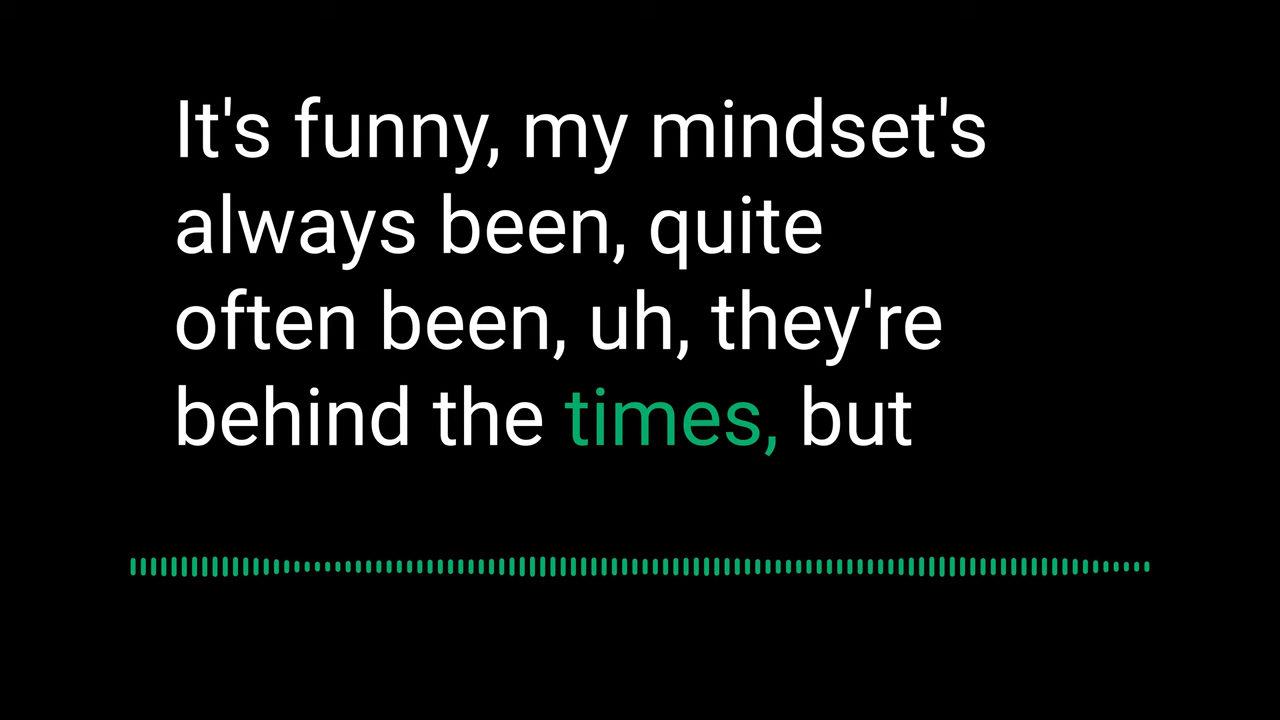 It's funny, my mindset's
always been, quite
often been, uh, they're
behind the times, but